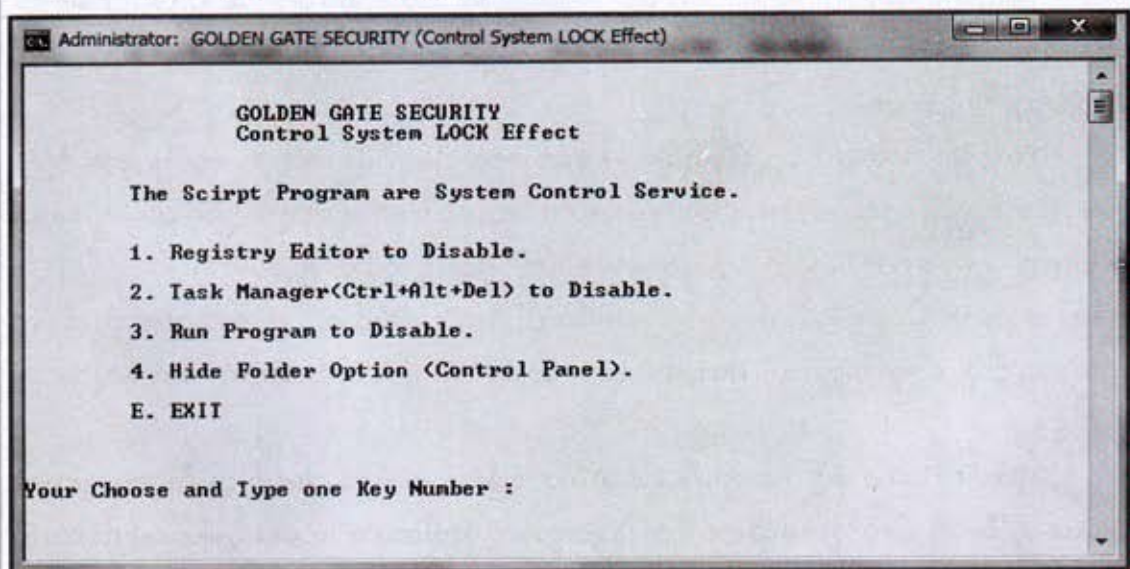 Administrator: GOLDEN GATE SECURITY (Control System LOCK Effect)
GOLDEN GATE SECURITY
Control System LOCK Effect
The Scirpt Program are System Control Service.
1. Registry Editor to Disable.
2. Task Manager<Ctrl+Alt+Del> to Disable.
3. Run Program to Disable.
4. Hide Folder Option <Control Panel>.
E. EXIT
Your Choose and Type one Key Number :